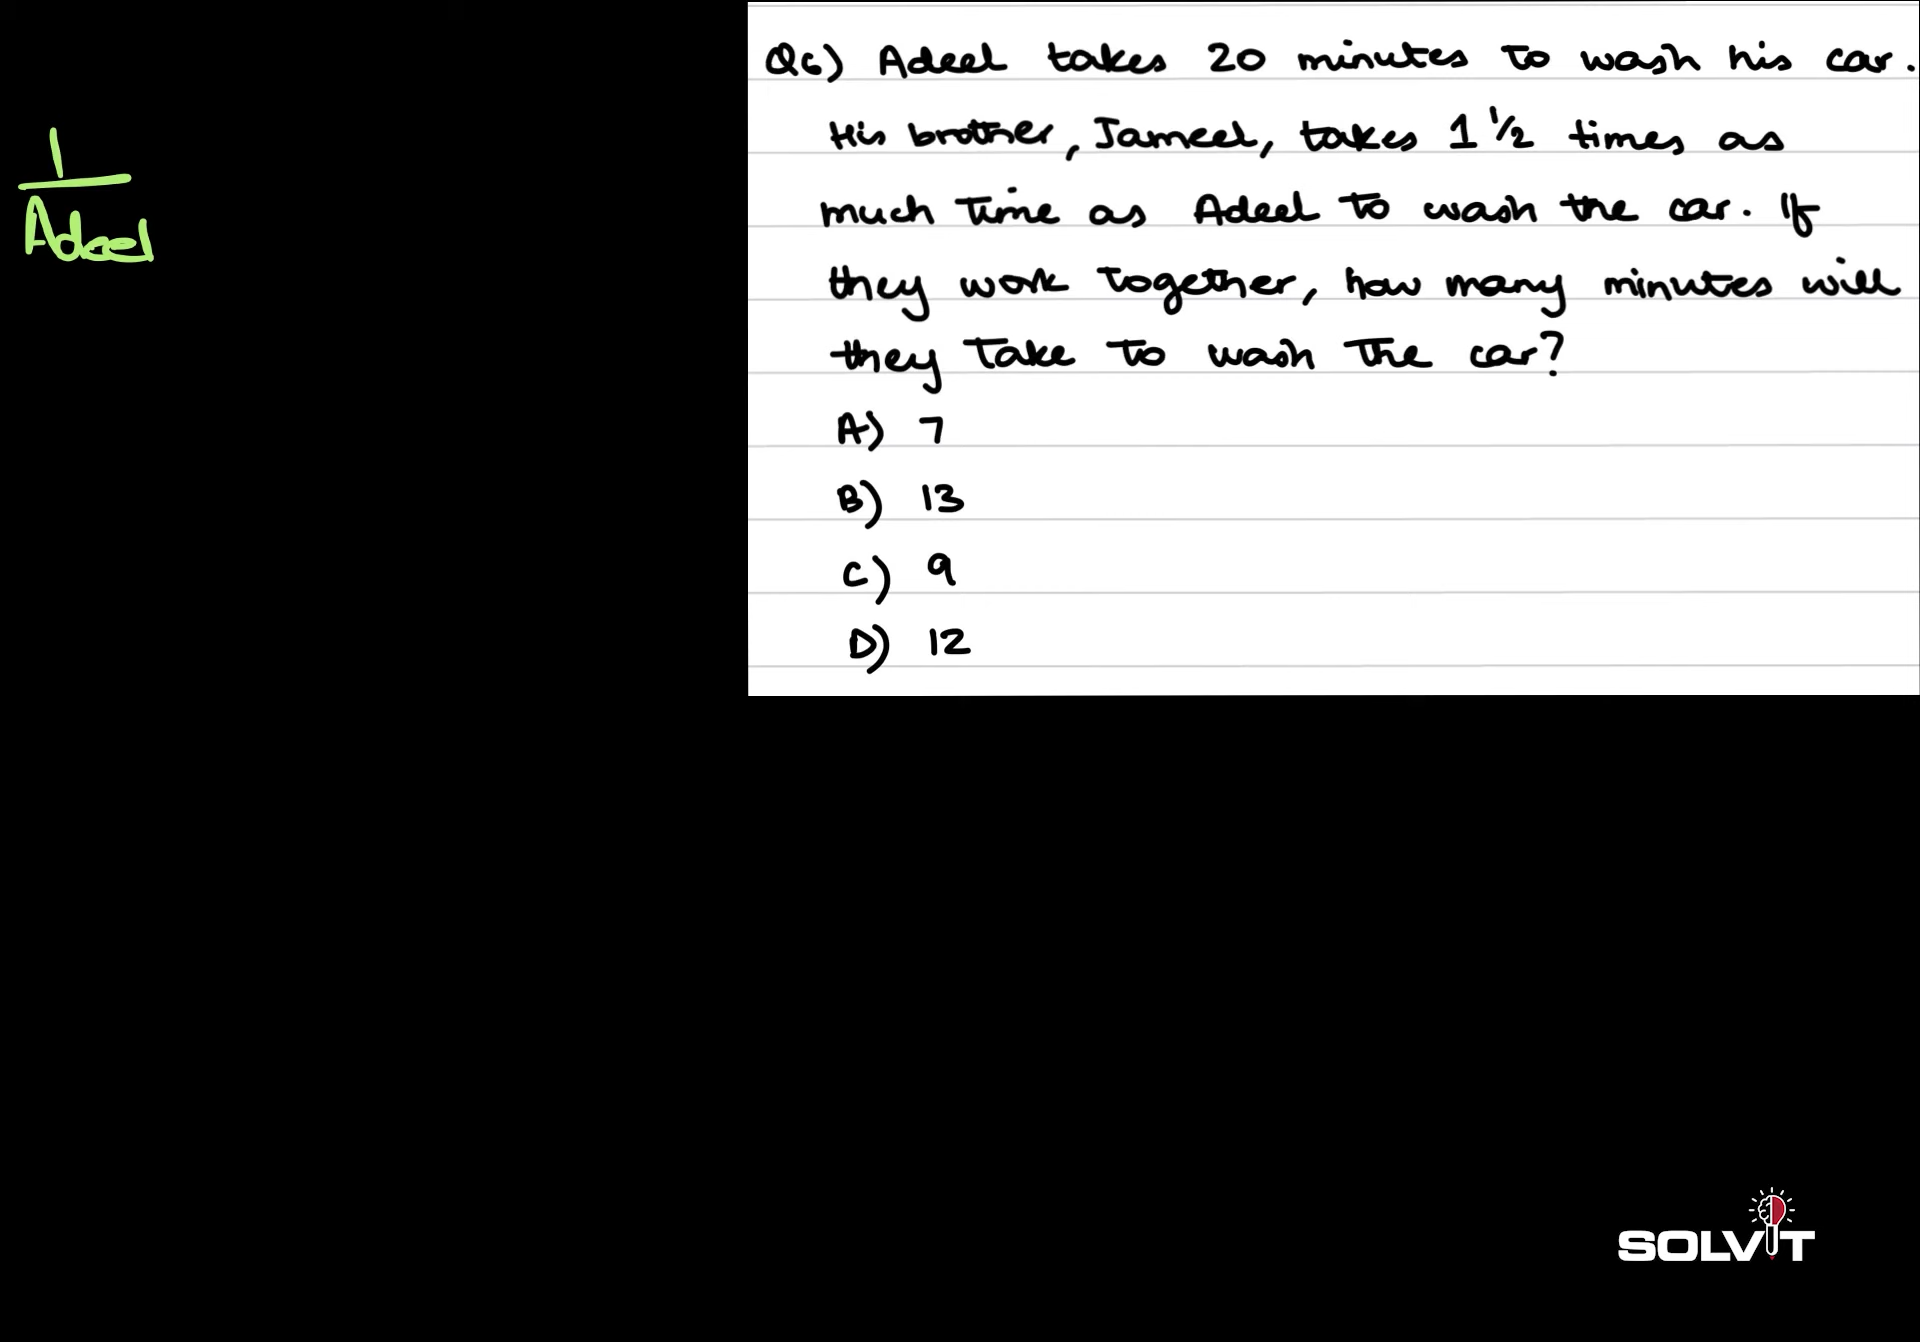 1
Adeel
Q6) Adeel takes 20 minutes to wash his car.
His brother, Jameel, takes 1 1/2 times as
much time as Adeel to wash the car. If
they work together, how many minutes will
they take to wash the car?
A) 7
B) 13
C) 9
D) 12
SOLVIT